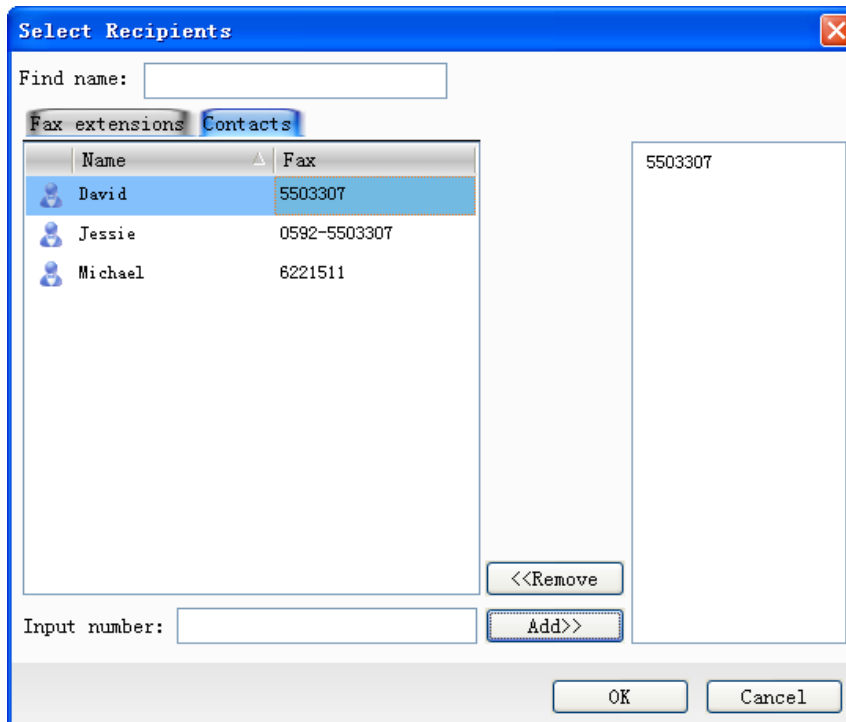 Select Recipients
Find name:
Fax extensions Contacts
Name Fax
David 5503307
Jessie 0592-5503307
Michael 6221511
5503307
<<Remove
Input number:
Add>>
OK Cancel